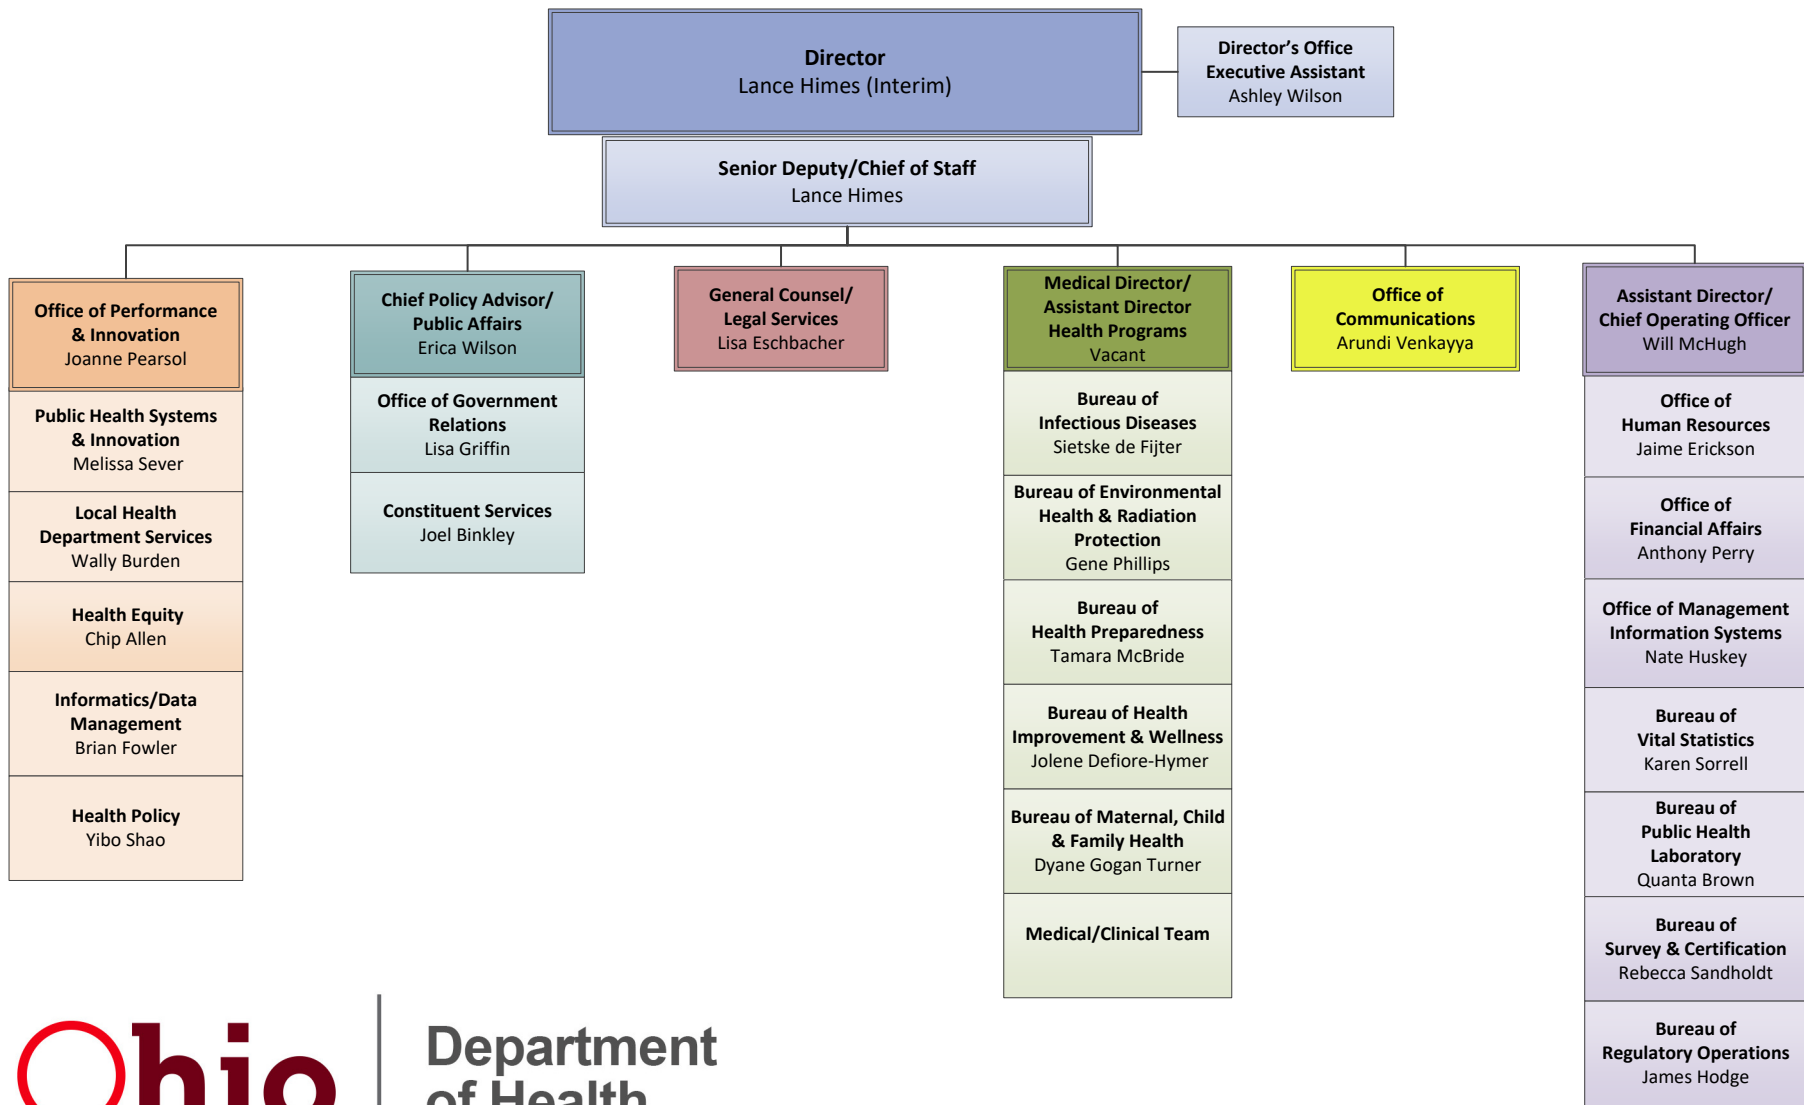 Director
Lance Himes (Interim)
Director’s Office
Executive Assistant
Ashley Wilson
Senior Deputy/Chief of Staff
Lance Himes
Office of Performance
& Innovation
Joanne Pearsol
Public Health Systems
& Innovation
Melissa Sever
Local Health
Department Services
Wally Burden
Health Equity
Chip Allen
Informatics/Data
Management
Brian Fowler
Health Policy
Yibo Shao
Chief Policy Advisor/
Public Affairs
Erica Wilson
Office of Government
Relations
Lisa Griffin
Constituent Services
Joel Binkley
General Counsel/
Legal Services
Lisa Eschbacher
Medical Director/
Assistant Director
Health Programs
Vacant
Bureau of
Infectious Diseases
Sietske de Fijter
Bureau of Environmental
Health & Radiation
Protection
Gene Phillips
Bureau of
Health Preparedness
Tamara McBride
Bureau of Health
Improvement & Wellness
Jolene Defiore-Hymer
Bureau of Maternal, Child
& Family Health
Dyane Gogan Turner
Medical/Clinical Team
Office of
Communications
Arundi Venkayya
Assistant Director/
Chief Operating Officer
Will McHugh
Office of
Human Resources
Jaime Erickson
Office of
Financial Affairs
Anthony Perry
Office of Management
Information Systems
Nate Huskey
Bureau of
Vital Statistics
Karen Sorrell
Bureau of
Public Health
Laboratory
Quanta Brown
Bureau of
Survey & Certification
Rebecca Sandholdt
Bureau of
Regulatory Operations
James Hodge
Ohio
Department
of Health